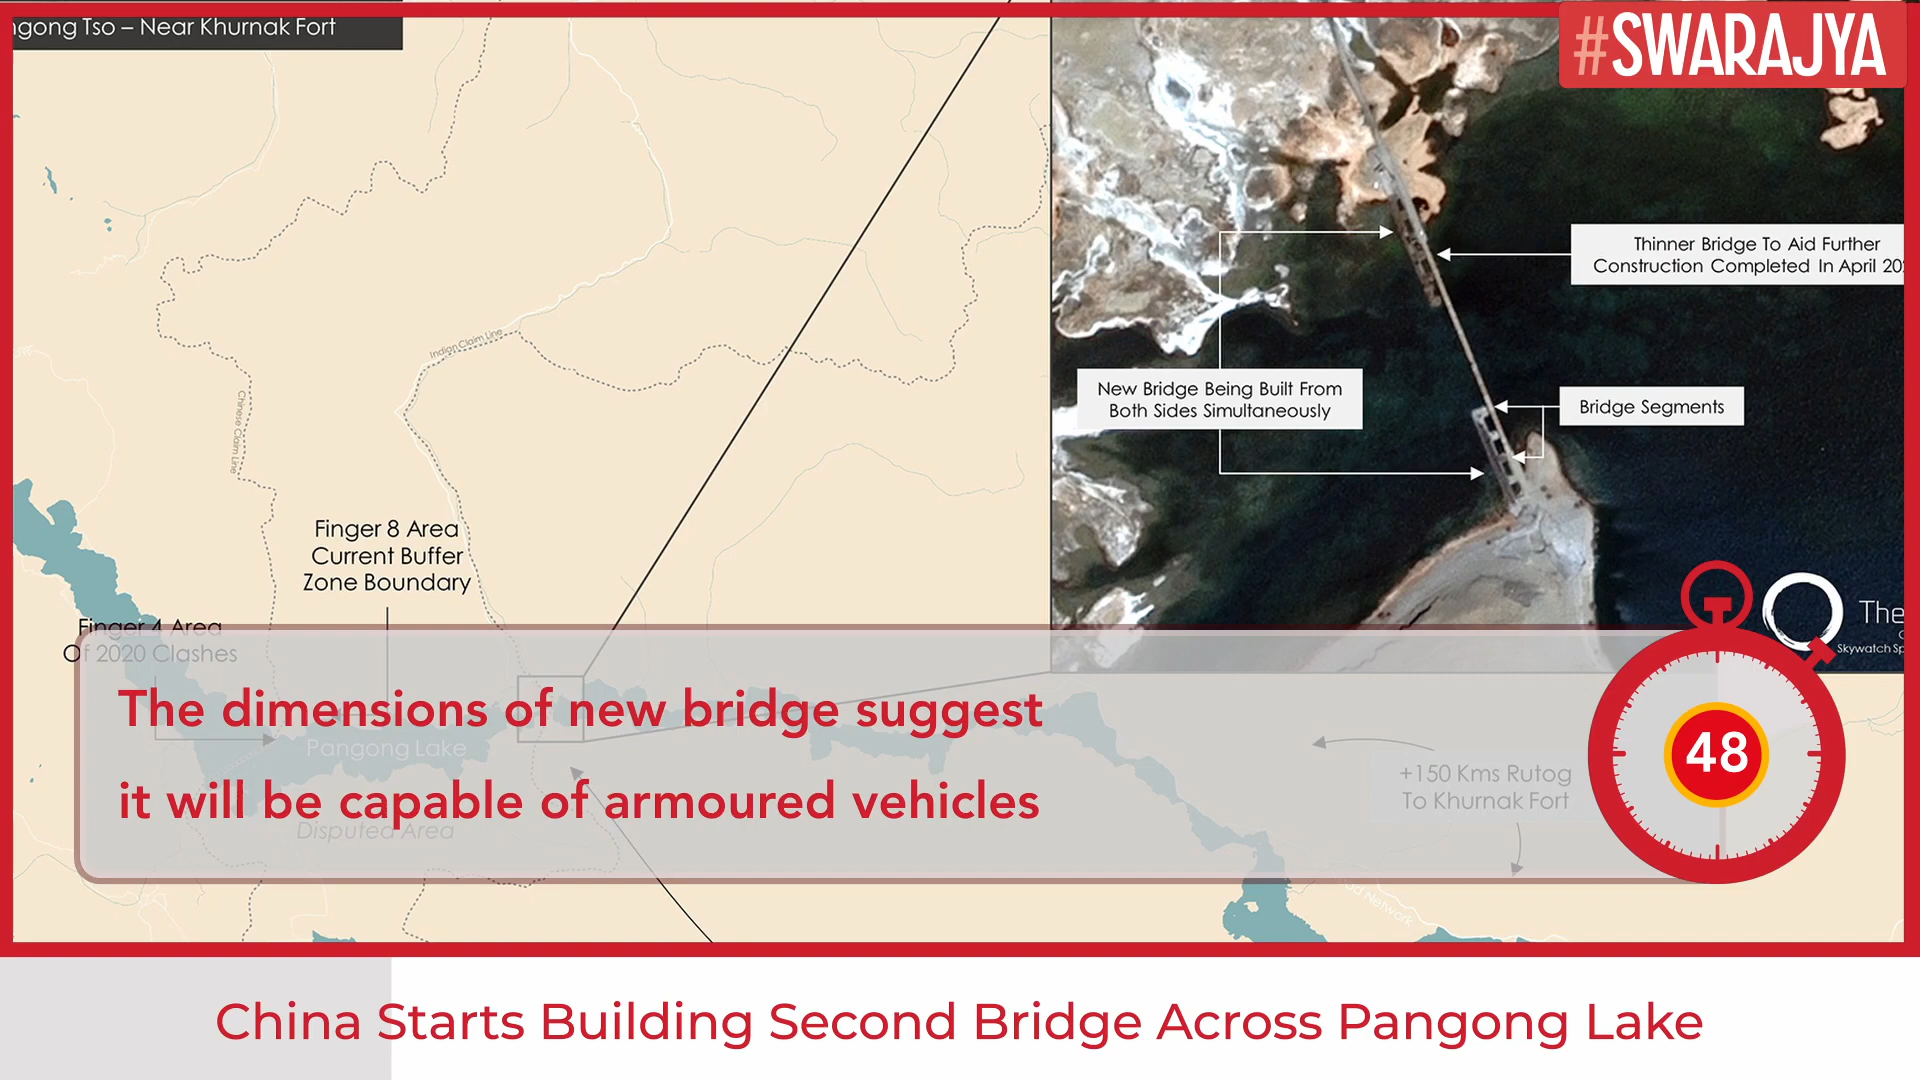 gong Tso – Near Khurnak Fort
#SWARAJYA
Thinner Bridge To Aid Further
Construction Completed In April 20
Indian Claim Line
New Bridge Being Built From
Both Sides Simultaneously
Bridge Segments
Chinese Claim Line
Finger 8 Area
Current Buffer
Zone Boundary
Finger 4 Area
Of 2020 Clashes
The
Skywatch Sp
The dimensions of new bridge suggest
it will be capable of armoured vehicles
Pangong Lake
Disputed Area
+150 Kms Rutog
To Khurnak Fort
48
Network
China Starts Building Second Bridge Across Pangong Lake